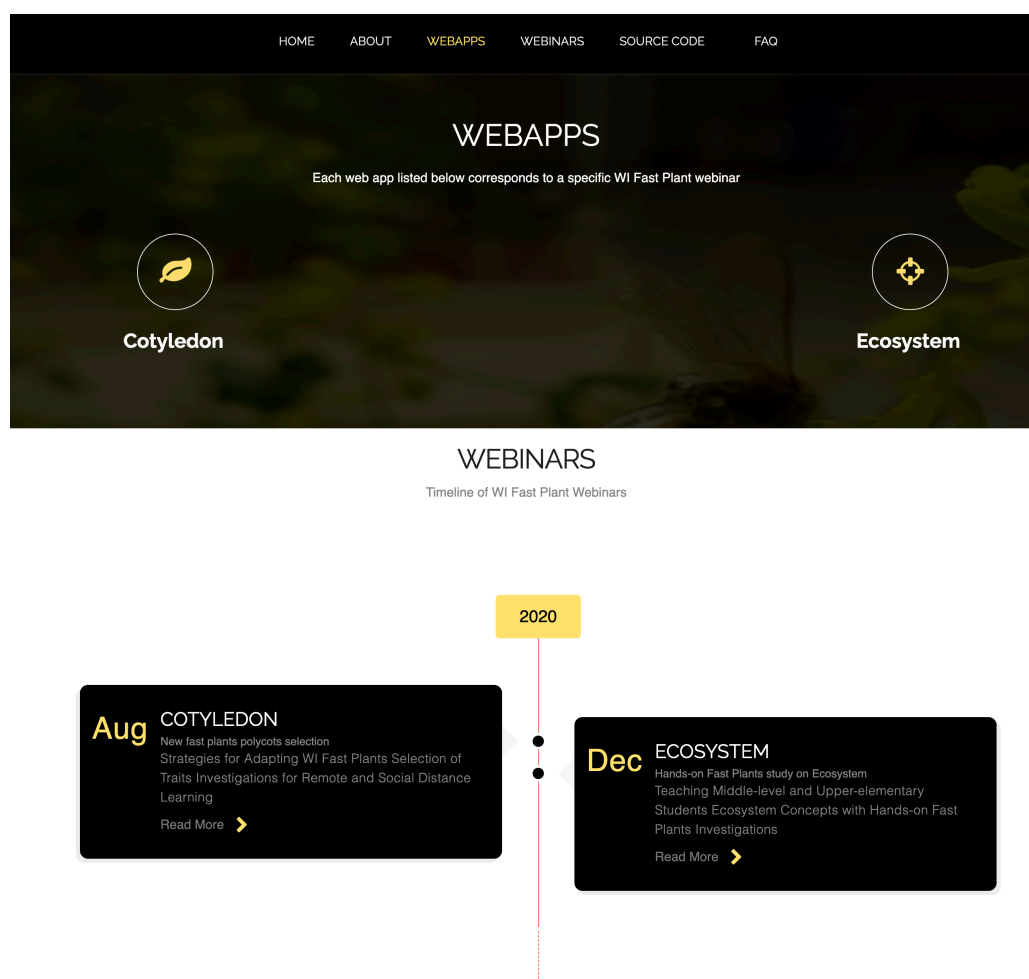 HOME ABOUT WEBAPPS WEBINARS SOURCE CODE FAQ
WEBAPPS
Each web app listed below corresponds to a specific WI Fast Plant webinar
Cotyledon
Ecosystem
WEBINARS
Timeline of WI Fast Plant Webinars
2020
Aug
COTYLEDON
New fast plants polycots selection
Strategies for Adapting WI Fast Plants Selection of
Traits Investigations for Remote and Social Distance
Learning
Read More
Dec
ECOSYSTEM
Hands-on Fast Plants study on Ecosystem
Teaching Middle-level and Upper-elementary
Students Ecosystem Concepts with Hands-on Fast
Plants Investigations
Read More